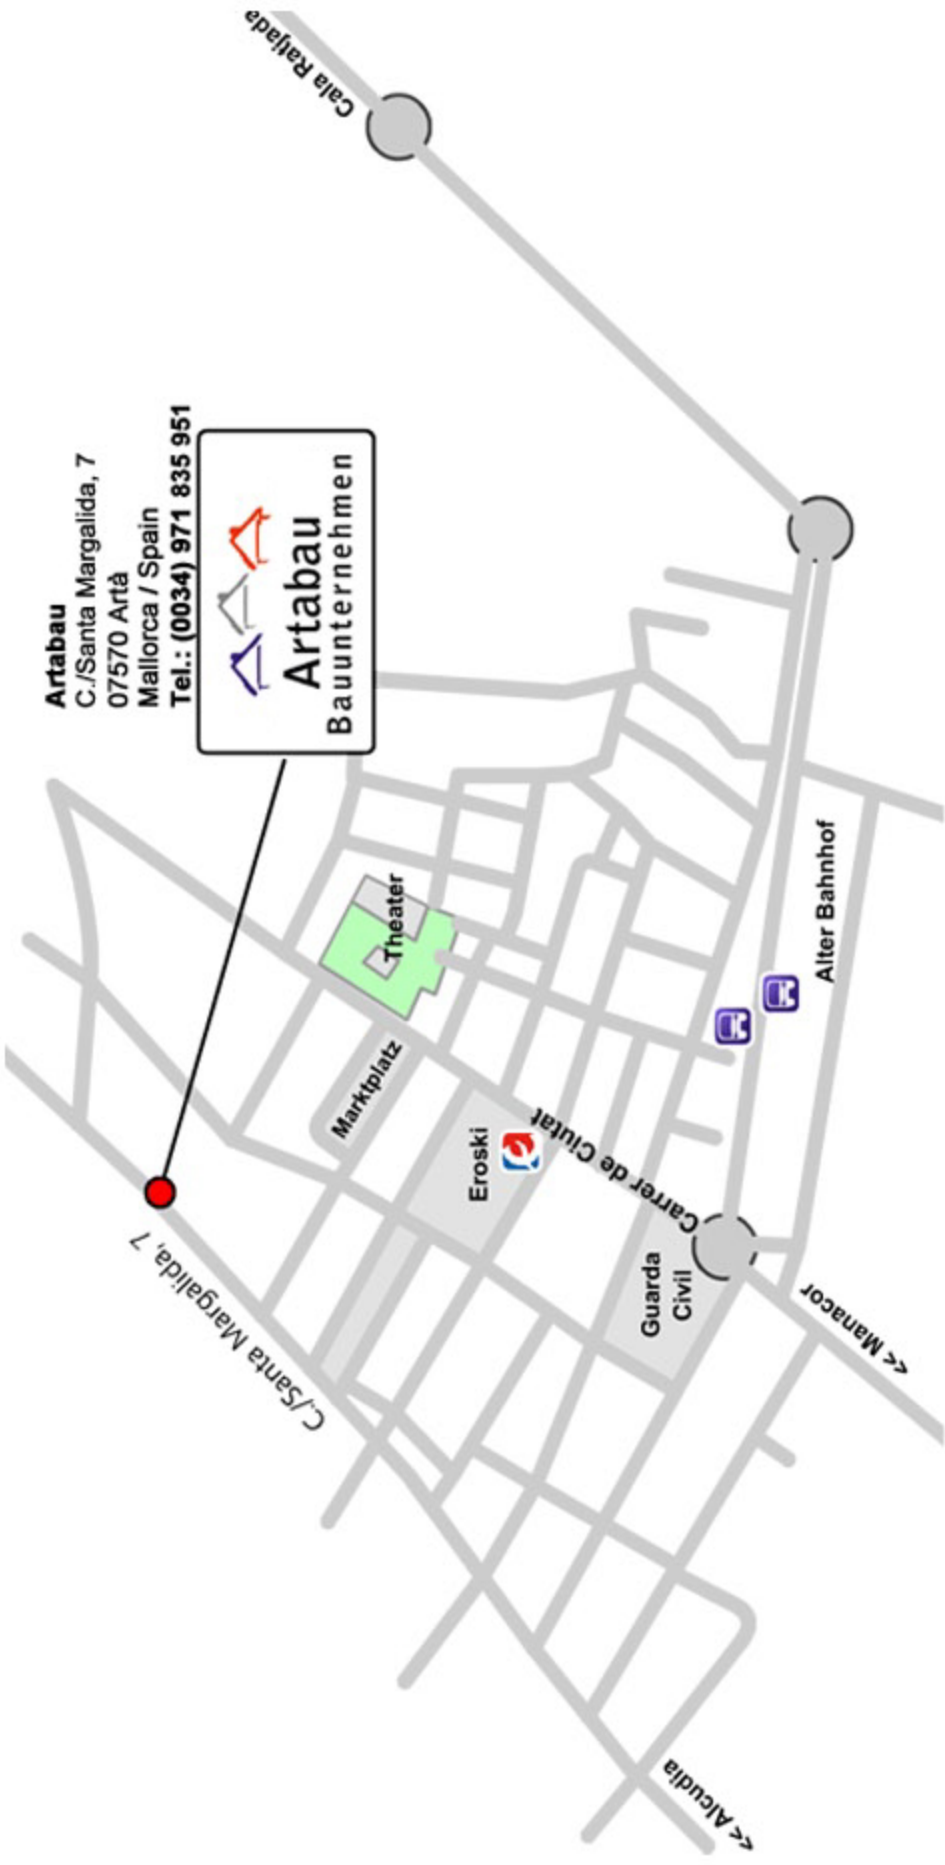 Artabau
C./Santa Margalida, 7
07570 Artà
Mallorca / Spain
Tel.: (0034) 971 835 951
Artabau
Bauunternehmen
Cala Ratjada
C./Santa Margalida, 7
Marktplatz
Theater
Eroski
Carrer de Ciutat
Guarda
Civil
Alter Bahnhof
<< Manacor
<< Alcudia